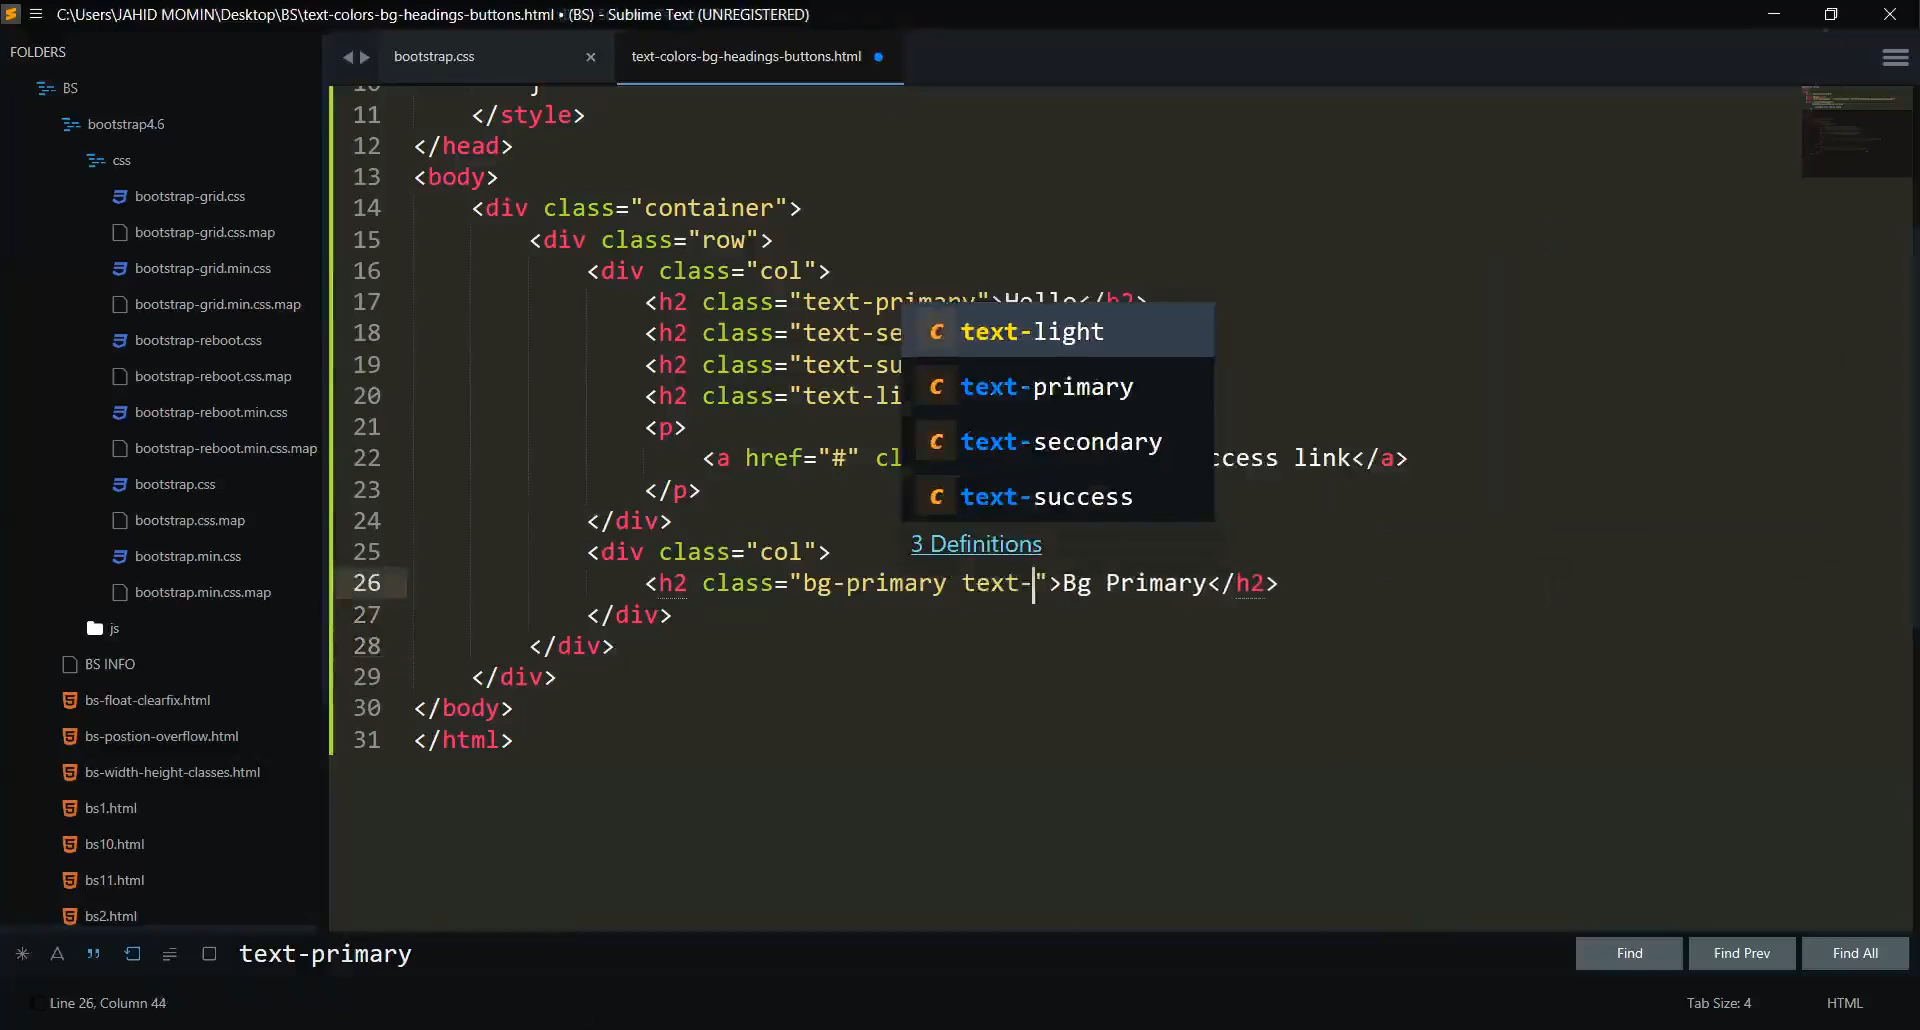 C:\Users\JAHID MOMIN\Desktop\BS\text-colors-bg-headings-buttons.html • (BS) - Sublime Text (UNREGISTERED)
FOLDERS
BS
bootstrap4.6
css
bootstrap-grid.css
bootstrap-grid.css.map
bootstrap-grid.min.css
bootstrap-grid.min.css.map
bootstrap-reboot.css
bootstrap-reboot.css.map
bootstrap-reboot.min.css
bootstrap-reboot.min.css.map
bootstrap.css
bootstrap.css.map
bootstrap.min.css
bootstrap.min.css.map
js
BS INFO
bs-float-clearfix.html
bs-postion-overflow.html
bs-width-height-classes.html
bs1.html
bs10.html
bs11.html
bs2.html
bootstrap.css
text-colors-bg-headings-buttons.html
10 }
11 </style>
12 </head>
13 <body>
14 <div class="container">
15 <div class="row">
16 <div class="col">
17 <h2 class="text-primary">Hello</h2>
18 <h2 class="text-se
19 <h2 class="text-su
20 <h2 class="text-li
21 <p>
22 <a href="#" cl ccess link</a>
23 </p>
24 </div>
25 <div class="col">
26 <h2 class="bg-primary text-">Bg Primary</h2>
27 </div>
28 </div>
29 </div>
30 </body>
31 </html>
c text-light
c text-primary
c text-secondary
c text-success
3 Definitions
text-primary
Find
Find Prev
Find All
Line 26, Column 44
Tab Size: 4
HTML